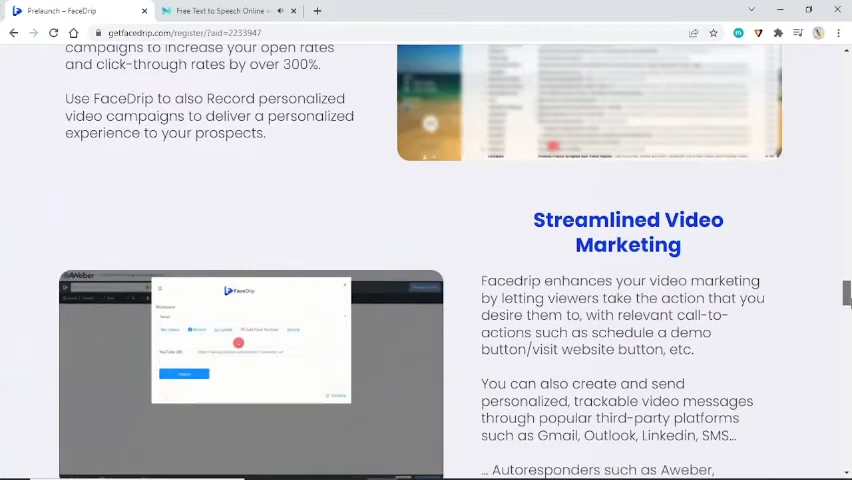 Prelaunch – FaceDrip
Free Text to Speech Online w
getfacedrip.com/register/?aid=2233947
campaigns to increase your open rates
and click-through rates by over 300%.
Use FaceDrip to also Record personalized
video campaigns to deliver a personalized
experience to your prospects.
Streamlined Video
Marketing
AWeber
FaceDrip
YouTube URL
Facedrip enhances your video marketing
by letting viewers take the action that you
desire them to, with relevant call-to-
actions such as schedule a demo
button/visit website button, etc.
You can also create and send
personalized, trackable video messages
through popular third-party platforms
such as Gmail, Outlook, Linkedin, SMS...
... Autoresponders such as Aweber,